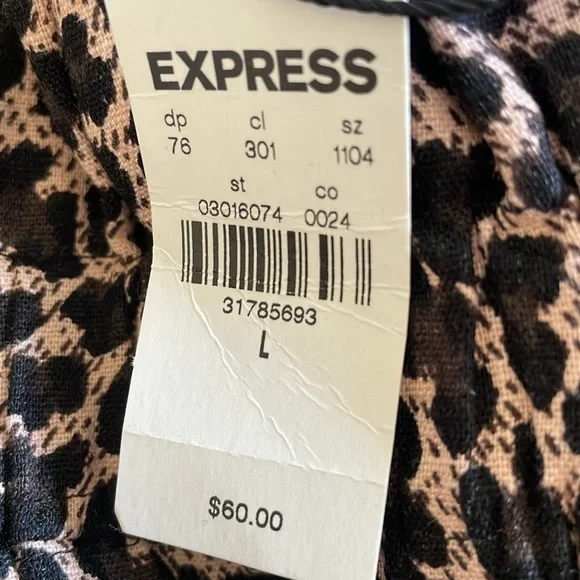 EXPRESS
dp cl sz
76 301 1104
st co
03016074 0024
31785693
L
$60.00